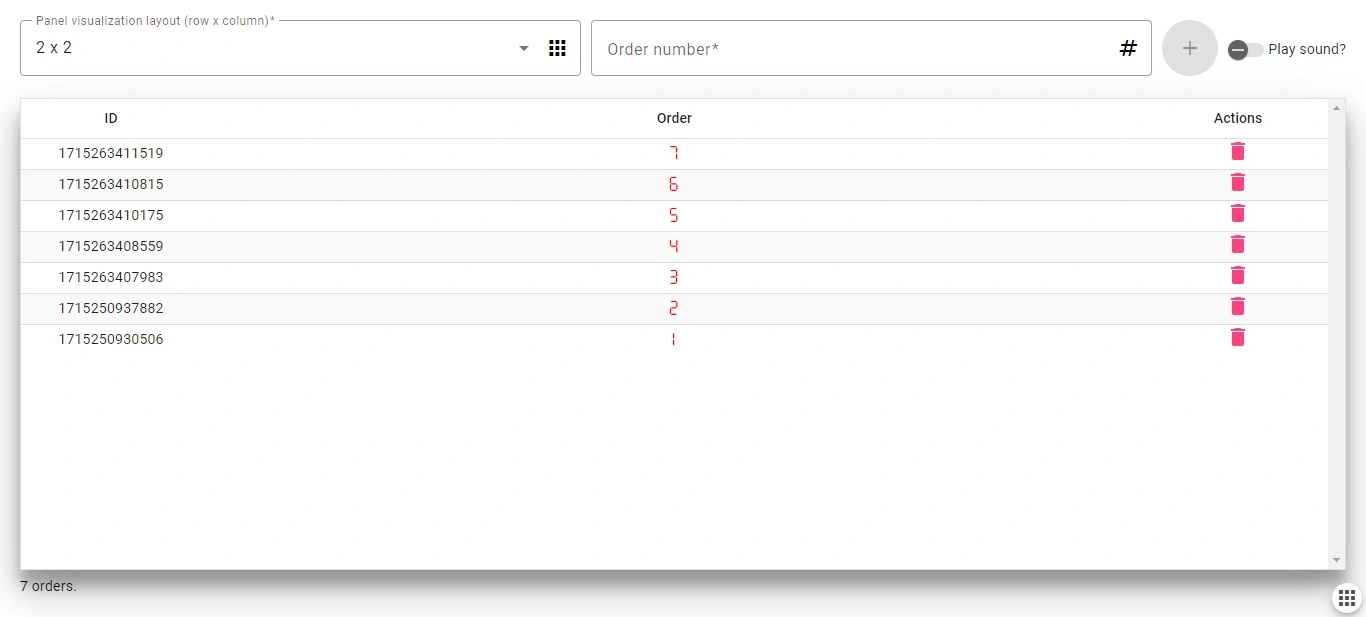 Panel visualization layout (row x column)*
2 x 2
Order number*
#
+
Play sound?
ID Order Actions
1715263411519 7
1715263410815 6
1715263410175 5
1715263408559 4
1715263407983 3
1715250937882 2
1715250930506 1
7 orders.